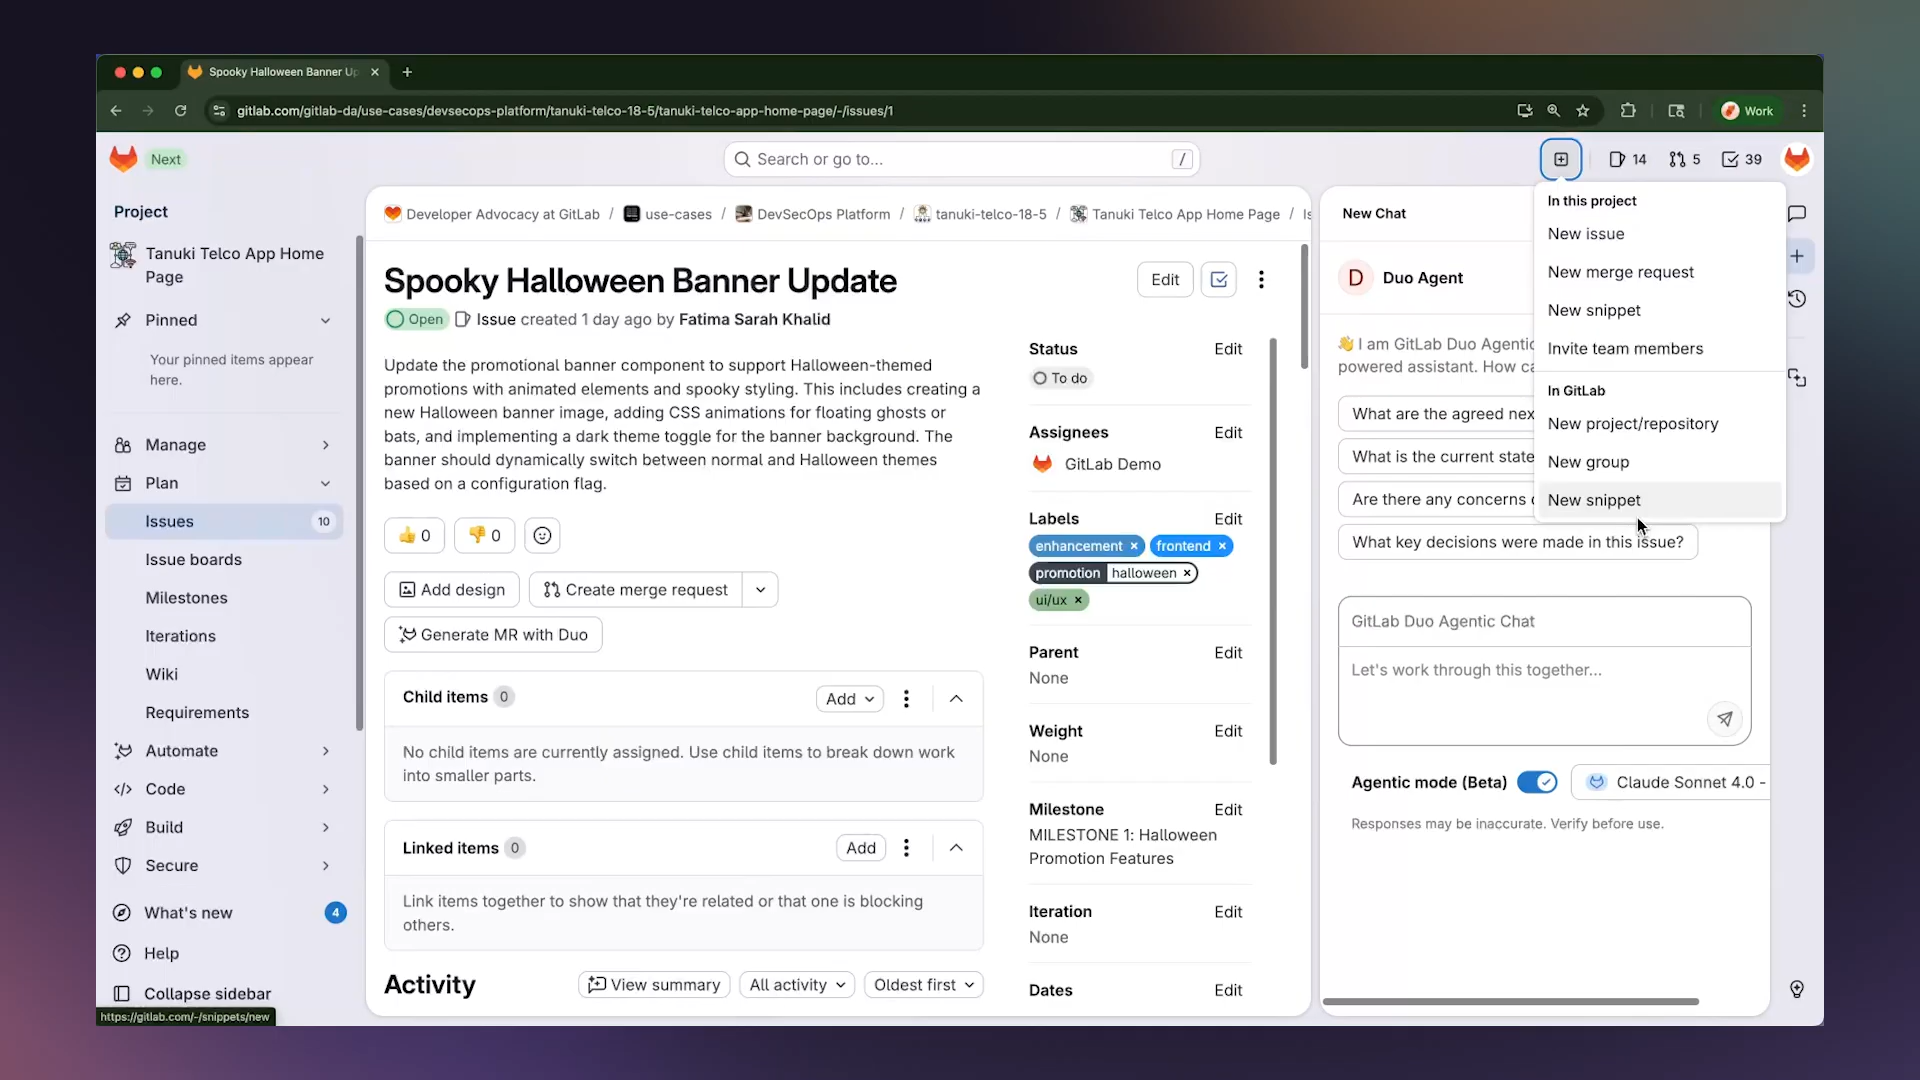 Spooky Halloween Banner Up
gitlab.com/gitlab-da/use-cases/devsecops-platform/tanuki-telco-18-5/tanuki-telco-app-home-page/-/issues/1
Work
Next
Search or go to...
/
14
5
39
Project
Tanuki Telco App Home
Page
Pinned
Your pinned items appear
here.
Manage
Plan
Issues
10
Issue boards
Milestones
Iterations
Wiki
Requirements
Automate
Code
Build
Secure
What's new
4
Help
Collapse sidebar
https://gitlab.com/-/snippets/new
Developer Advocacy at GitLab / use-cases / DevSecOps Platform / tanuki-telco-18-5 / Tanuki Telco App Home Page / Is
Spooky Halloween Banner Update
Edit
Open
Issue created 1 day ago by Fatima Sarah Khalid
Update the promotional banner component to support Halloween-themed
promotions with animated elements and spooky styling. This includes creating a
new Halloween banner image, adding CSS animations for floating ghosts or
bats, and implementing a dark theme toggle for the banner background. The
banner should dynamically switch between normal and Halloween themes
based on a configuration flag.
0
0
Add design
Create merge request
Generate MR with Duo
Child items 0
Add
No child items are currently assigned. Use child items to break down work
into smaller parts.
Linked items 0
Add
Link items together to show that they're related or that one is blocking
others.
Activity
View summary
All activity
Oldest first
Status
Edit
To do
Assignees
Edit
GitLab Demo
Labels
Edit
enhancement ×
frontend ×
promotion halloween ×
ui/ux ×
Parent
Edit
None
Weight
Edit
None
Milestone
Edit
MILESTONE 1: Halloween
Promotion Features
Iteration
Edit
None
Dates
Edit
New Chat
D
Duo Agent
I am GitLab Duo Agentic
powered assistant. How ca
What are the agreed nex
What is the current state
Are there any concerns
What key decisions were made in this issue?
GitLab Duo Agentic Chat
Let's work through this together...
Agentic mode (Beta)
Claude Sonnet 4.0 -
Responses may be inaccurate. Verify before use.
In this project
New issue
New merge request
New snippet
Invite team members
In GitLab
New project/repository
New group
New snippet